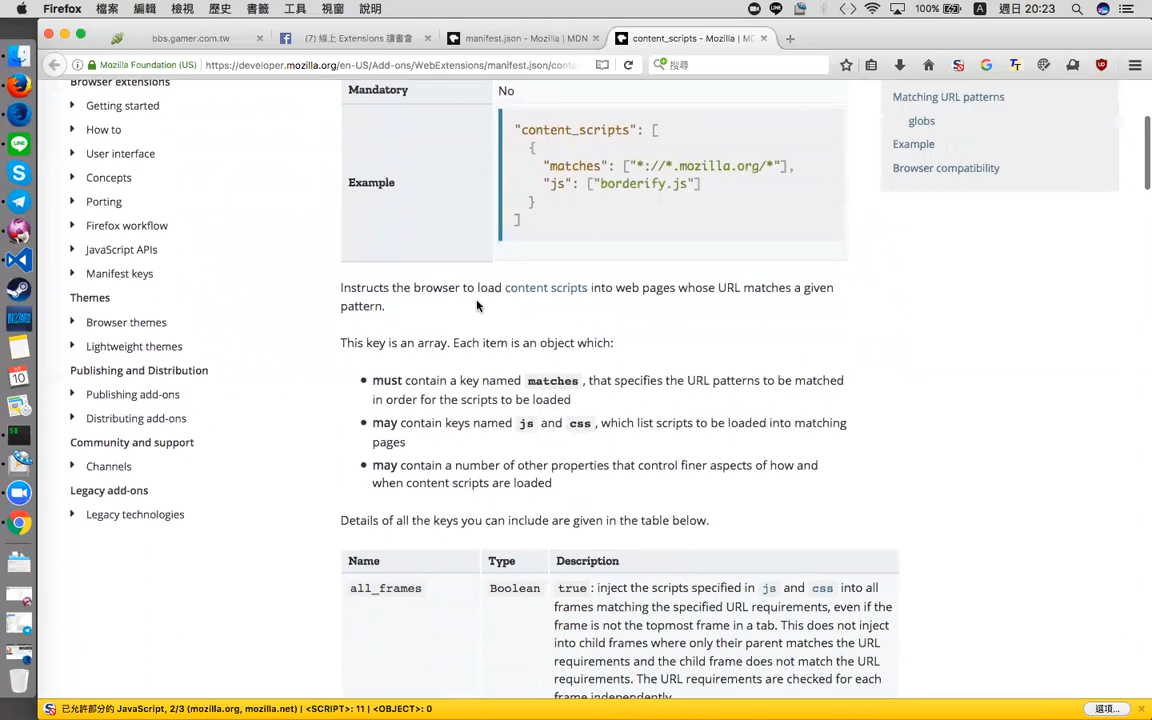 Firefox 檔案 編輯 檢視 歷史 書籤 工具 視窗 說明 100% A 週日 20:23
bbs.gamer.com.tw × (7) 線上 Extensions 讀書會 × manifest.json - Mozilla | MDN × content_scripts - Mozilla | MD × +
Mozilla Foundation (US) https://developer.mozilla.org/en-US/Add-ons/WebExtensions/manifest.json/conte 搜尋
Browser extensions
Getting started
How to
User interface
Concepts
Porting
Firefox workflow
JavaScript APIs
Manifest keys
Themes
Browser themes
Lightweight themes
Publishing and Distribution
Publishing add-ons
Distributing add-ons
Community and support
Channels
Legacy add-ons
Legacy technologies
Mandatory No
Example
"content_scripts": [
{
"matches": ["*://*.mozilla.org/*"],
"js": ["borderify.js"]
}
]
Instructs the browser to load content scripts into web pages whose URL matches a given
pattern.
This key is an array. Each item is an object which:
must contain a key named matches , that specifies the URL patterns to be matched
in order for the scripts to be loaded
may contain keys named js and css , which list scripts to be loaded into matching
pages
may contain a number of other properties that control finer aspects of how and
when content scripts are loaded
Details of all the keys you can include are given in the table below.
Name Type Description
all_frames Boolean true : inject the scripts specified in js and css into all
frames matching the specified URL requirements, even if the
frame is not the topmost frame in a tab. This does not inject
into child frames where only their parent matches the URL
requirements and the child frame does not match the URL
requirements. The URL requirements are checked for each
frame independently.
Matching URL patterns
globs
Example
Browser compatibility
已允許部分的 JavaScript, 2/3 (mozilla.org, mozilla.net) | <SCRIPT>: 11 | <OBJECT>: 0 選項... ×